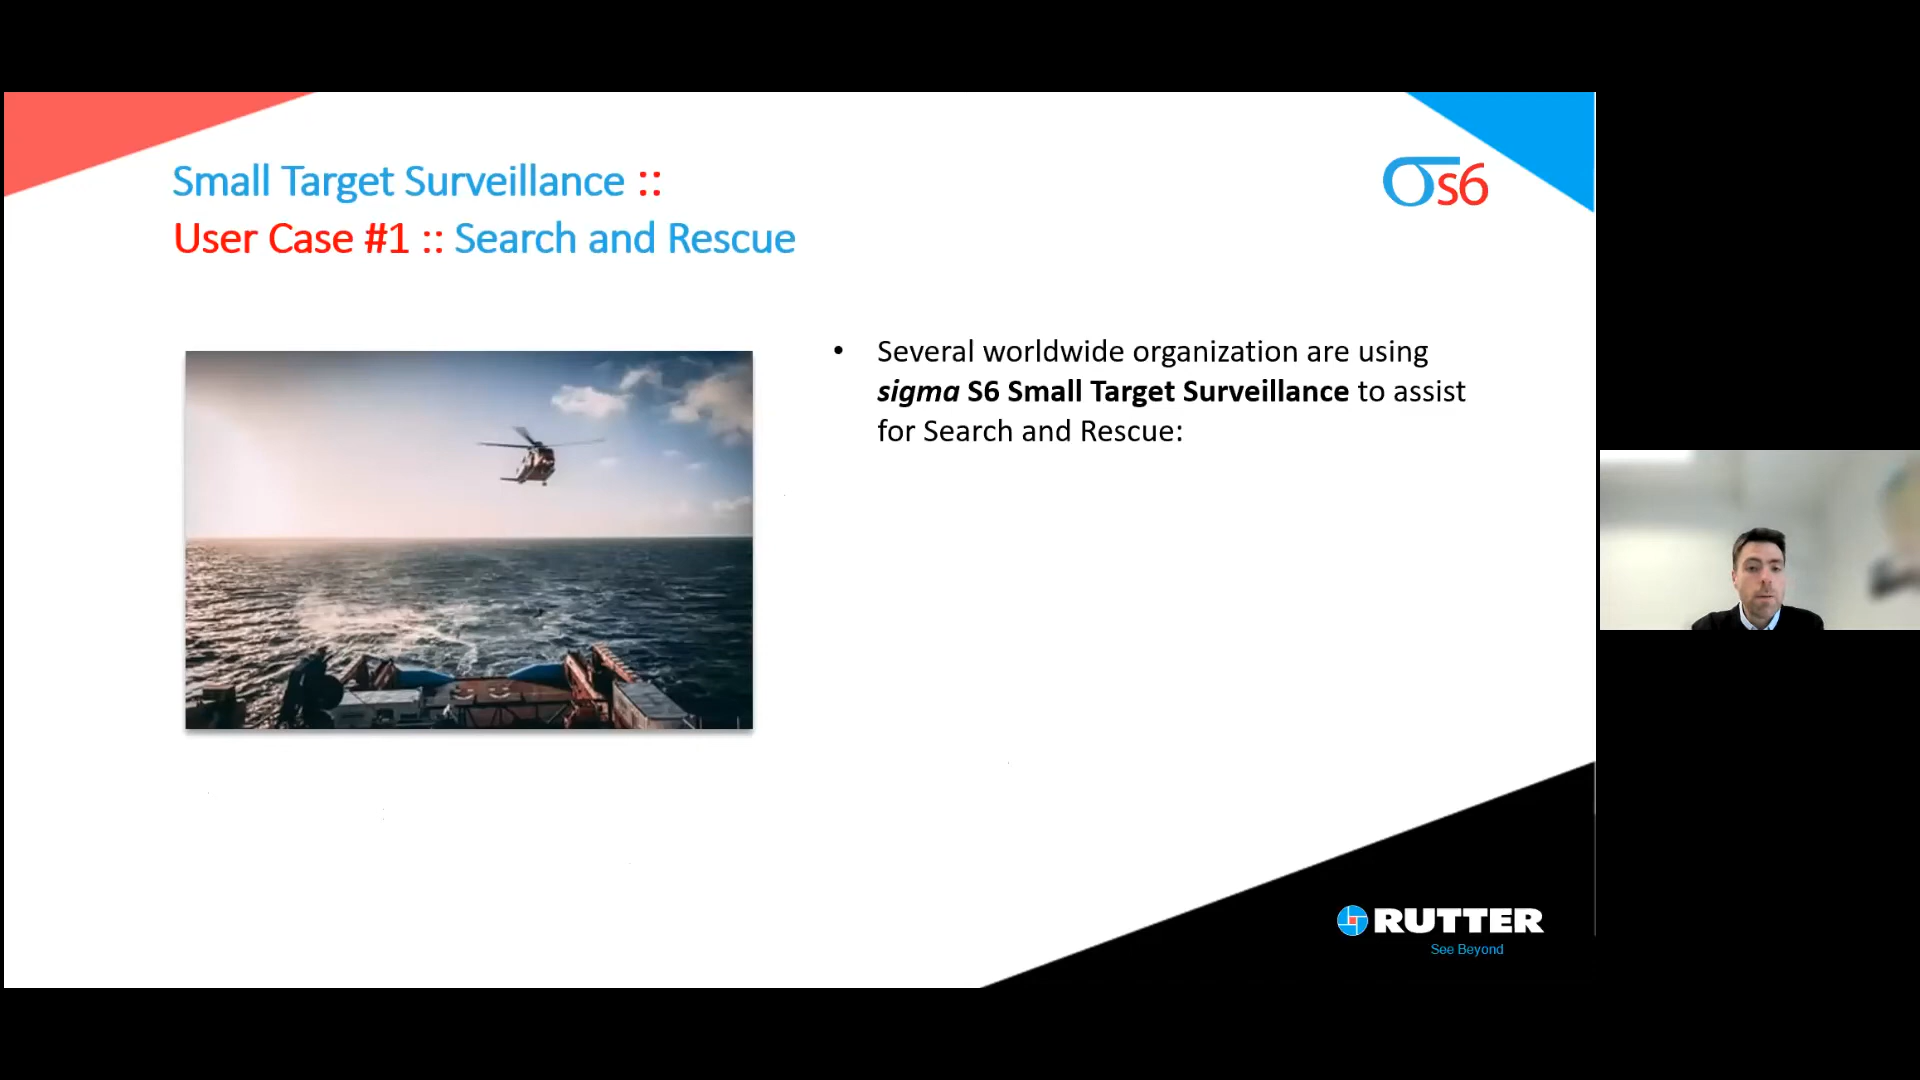 Small Target Surveillance ::
User Case #1 :: Search and Rescue
σs6
• Several worldwide organization are using
sigma S6 Small Target Surveillance to assist
for Search and Rescue:
RUTTER
See Beyond